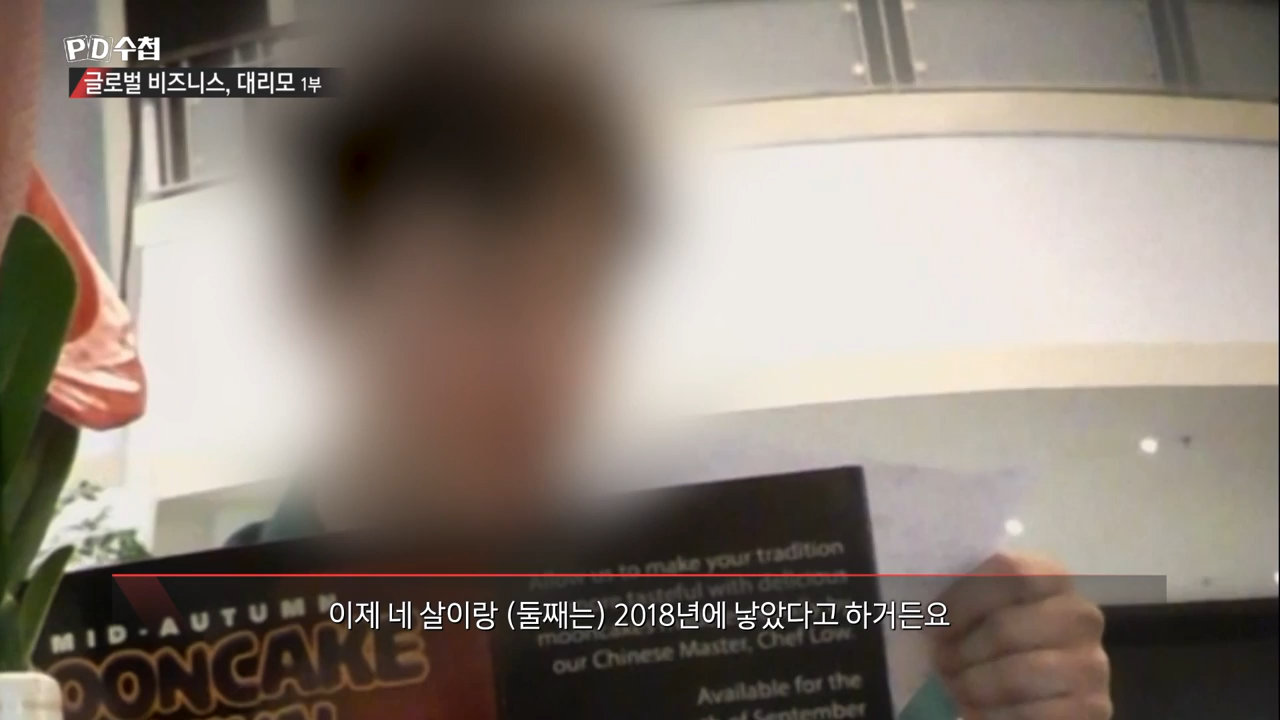 PD수첩
글로벌 비즈니스, 대리모 1부
Allow us to make your tradition
tasteful with delicious
mooncakes
our Chinese Master, Chef Low.
Available for the
of September
MID-AUTUMN
MOONCAKE
이제 네 살이랑 (둘째는) 2018년에 낳았다고 하거든요